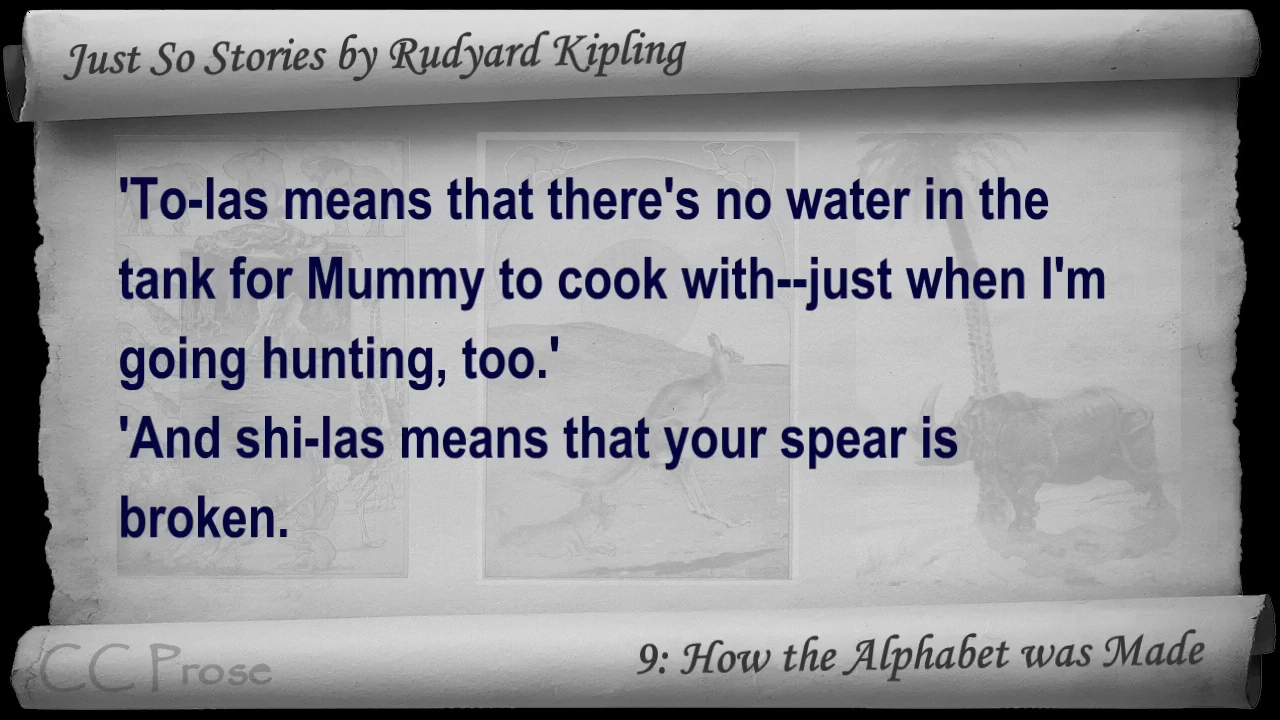 Just So Stories by Rudyard Kipling
'To-las means that there's no water in the
tank for Mummy to cook with--just when I'm
going hunting, too.'
'And shi-las means that your spear is
broken.
CC Prose
9: How the Alphabet was Made